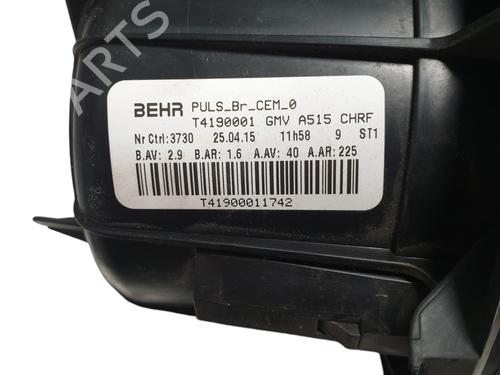 BEHR PULS_Br_CEM_0
T4190001 GMV A515 CHRF
Nr Ctrl:3730 25.04.15 11h58 9 ST1
B.AV: 2.9 B.AR: 1.6 A.AV: 40 A.AR: 225
T41900011742
PARTS